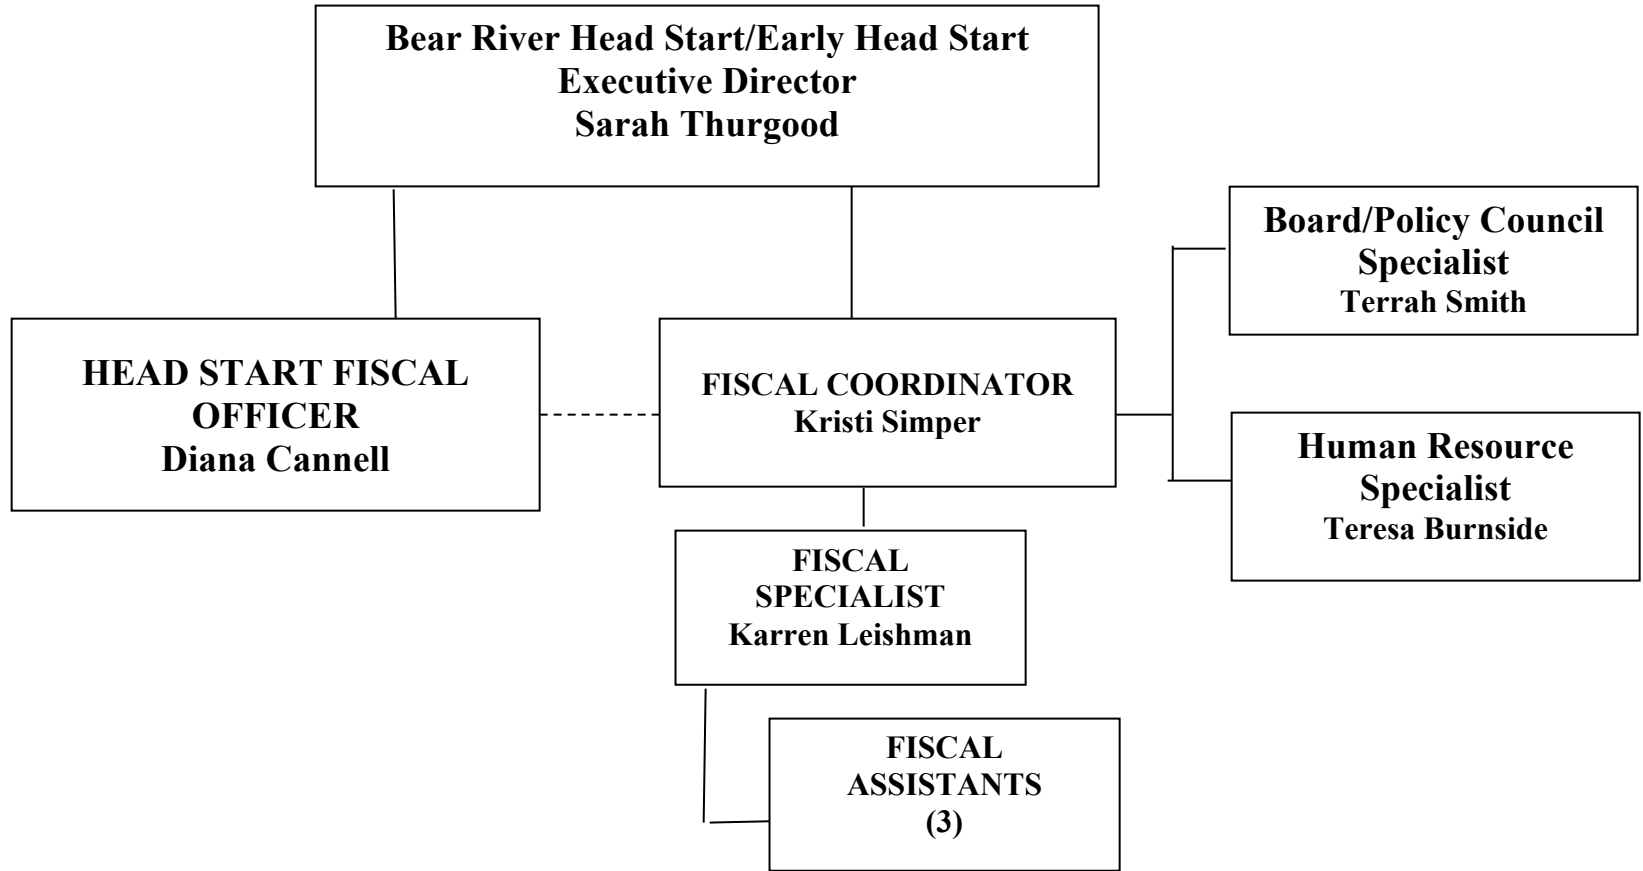 Bear River Head Start/Early Head Start
Executive Director
Sarah Thurgood
Board/Policy Council
Specialist
Terrah Smith
HEAD START FISCAL
OFFICER
Diana Cannell
FISCAL COORDINATOR
Kristi Simper
Human Resource
Specialist
Teresa Burnside
FISCAL
SPECIALIST
Karren Leishman
FISCAL
ASSISTANTS
(3)